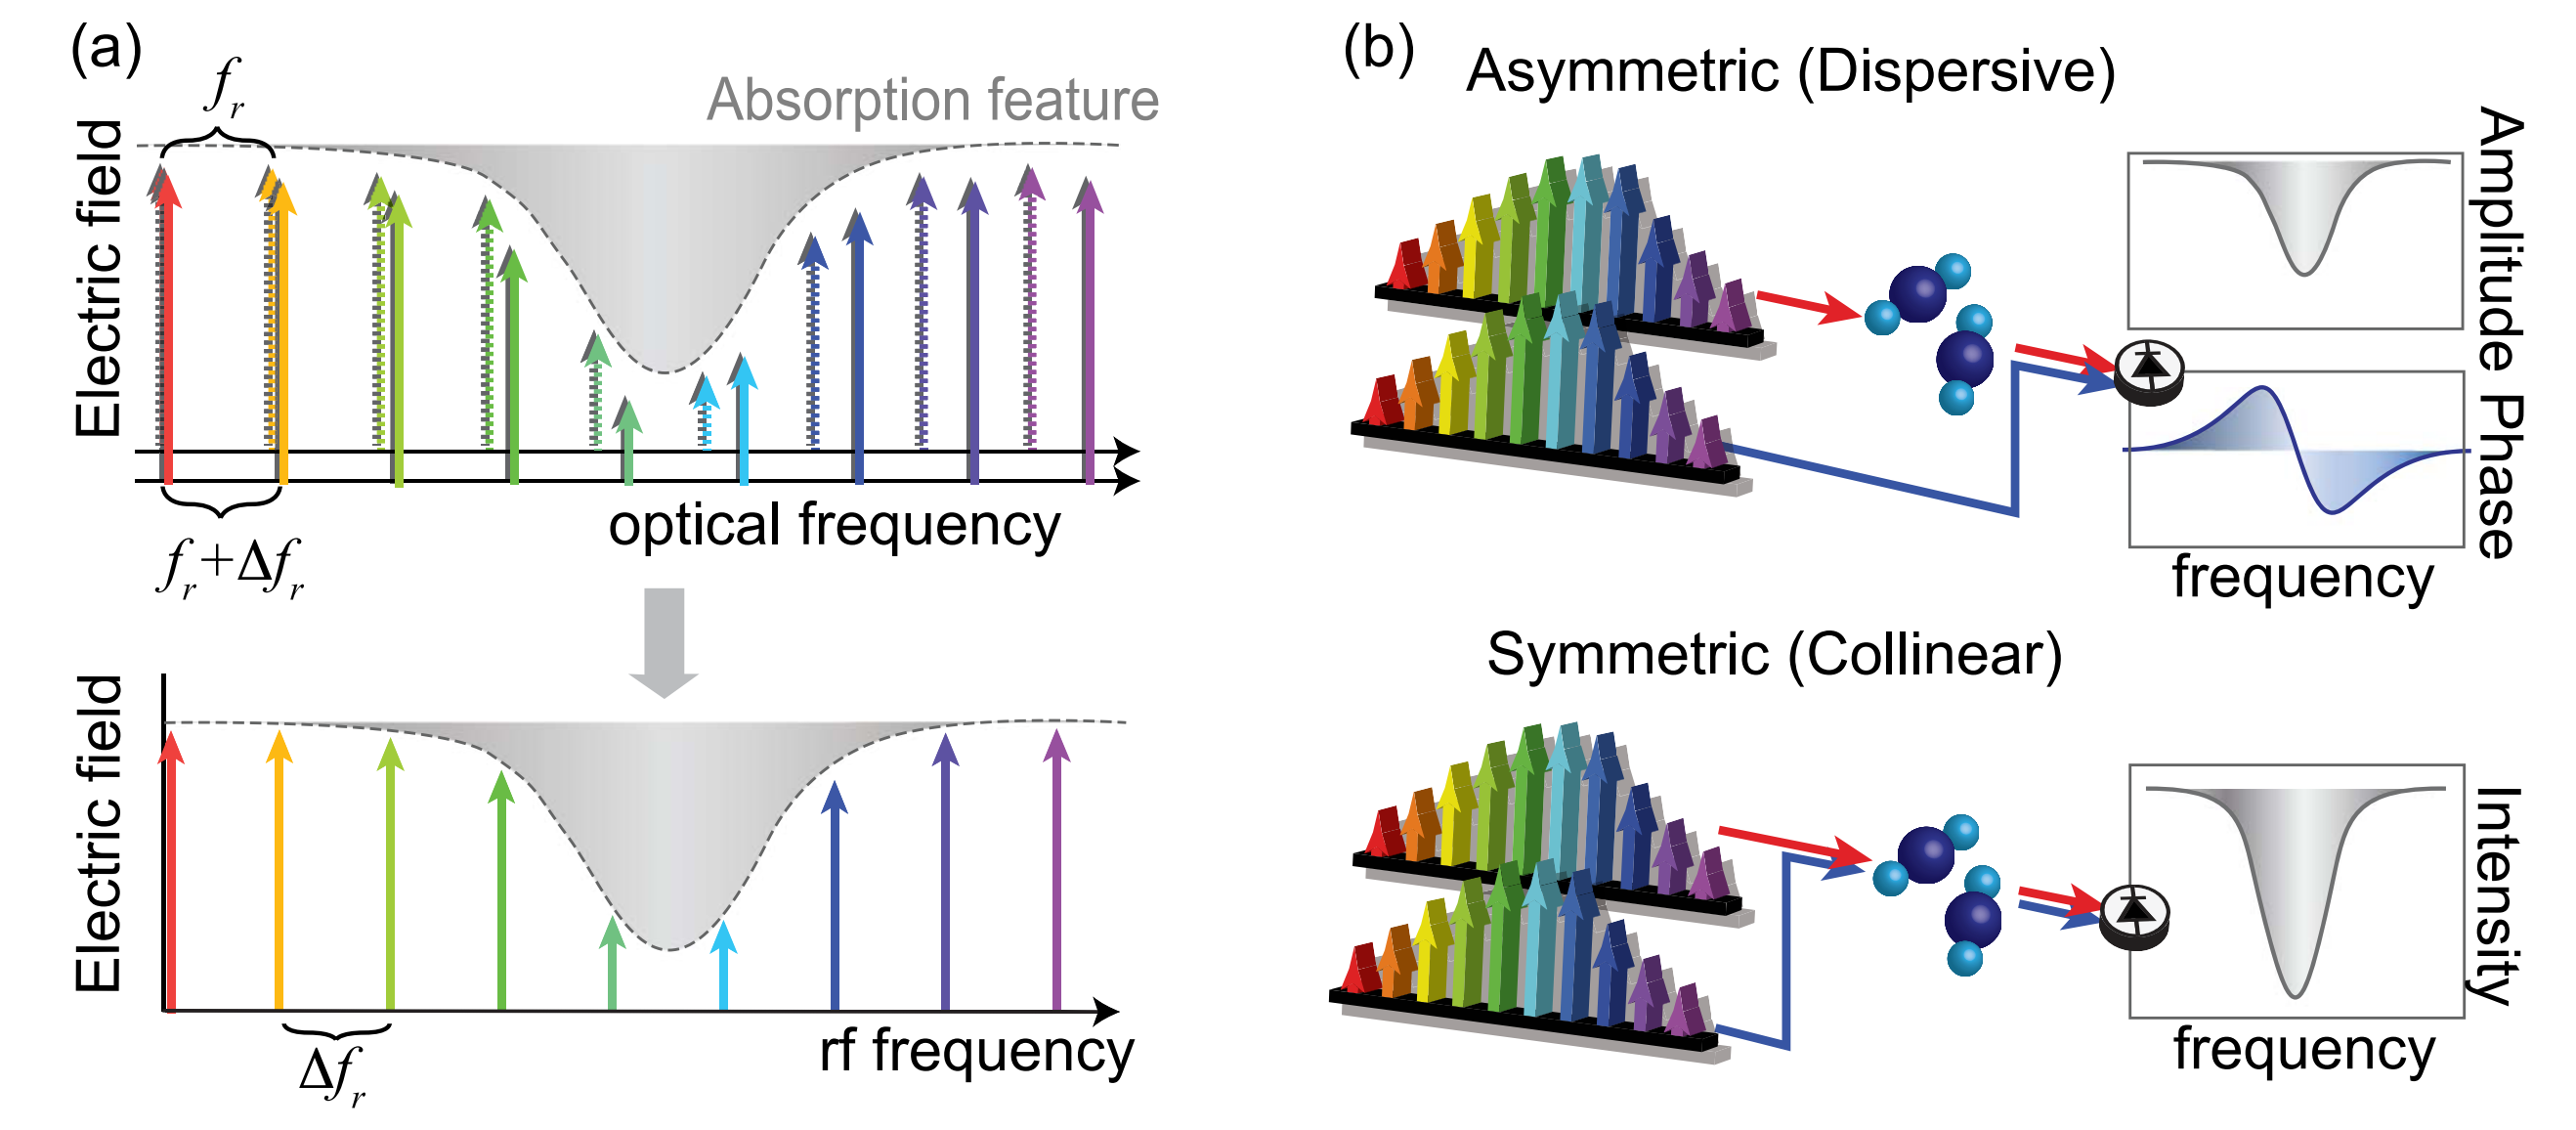 (a)
f_r
Absorption feature
Electric field
optical frequency
f_r+Δf_r
Electric field
rf frequency
Δf_r
(b)
Asymmetric (Dispersive)
Amplitude
Phase
frequency
Symmetric (Collinear)
Intensity
frequency